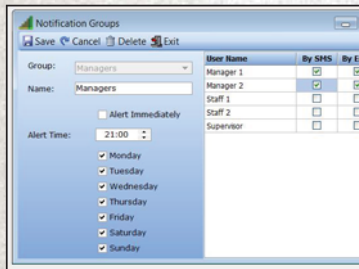 Notification Groups
Save Cancel Delete Exit
Group: Managers
Name: Managers
Alert Immediately
Alert Time: 21:00
Monday
Tuesday
Wednesday
Thursday
Friday
Saturday
Sunday
User Name By SMS By E
Manager 1
Manager 2
Staff 1
Staff 2
Supervisor